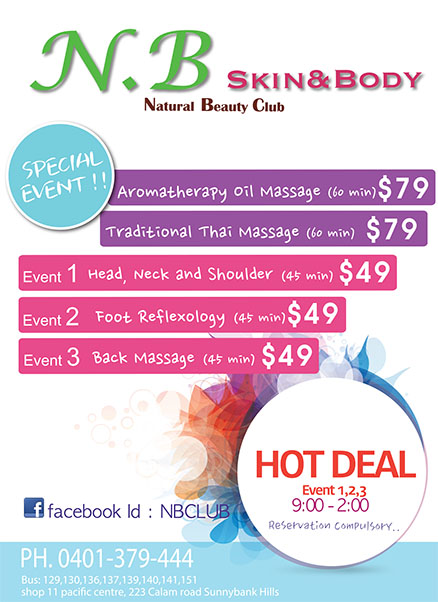 N.B SKIN&BODY
Natural Beauty Club
SPECIAL
EVENT !!
Aromatherapy Oil Massage (60 min) $79
Traditional Thai Massage (60 min) $79
Event 1 Head, Neck and Shoulder (45 min) $49
Event 2 Foot Reflexology (45 min) $49
Event 3 Back Massage (45 min) $49
HOT DEAL
Event 1,2,3
9:00 - 2:00
Reservation Compulsory..
f facebook Id : NBCLUB
PH. 0401-379-444
Bus: 129,130,136,137,139,140,141,151
shop 11 pacific centre, 223 Calam road Sunnybank Hills